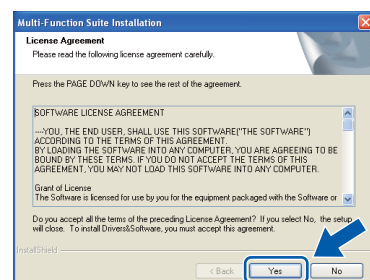 Multi-Function Suite Installation
License Agreement
Please read the following license agreement carefully.
Press the PAGE DOWN key to see the rest of the agreement.
SOFTWARE LICENSE AGREEMENT
----YOU, THE END USER, SHALL USE THIS SOFTWARE("THE SOFTWARE")
ACCORDING TO THE TERMS OF THIS AGREEMENT.
BY LOADING THE SOFTWARE INTO ANY COMPUTER, YOU ARE AGREEING TO BE
BOUND BY THESE TERMS. IF YOU DO NOT ACCEPT THE TERMS OF THIS
AGREEMENT, YOU MAY NOT LOAD THIS SOFTWARE INTO ANY COMPUTER.
Grant of License
The Software is licensed for use by you for the equipment packaged with the Software or
Do you accept all the terms of the preceding License Agreement? If you select No, the setup
will close. To install Drivers&Software, you must accept this agreement.
InstallShield
< Back
Yes
No